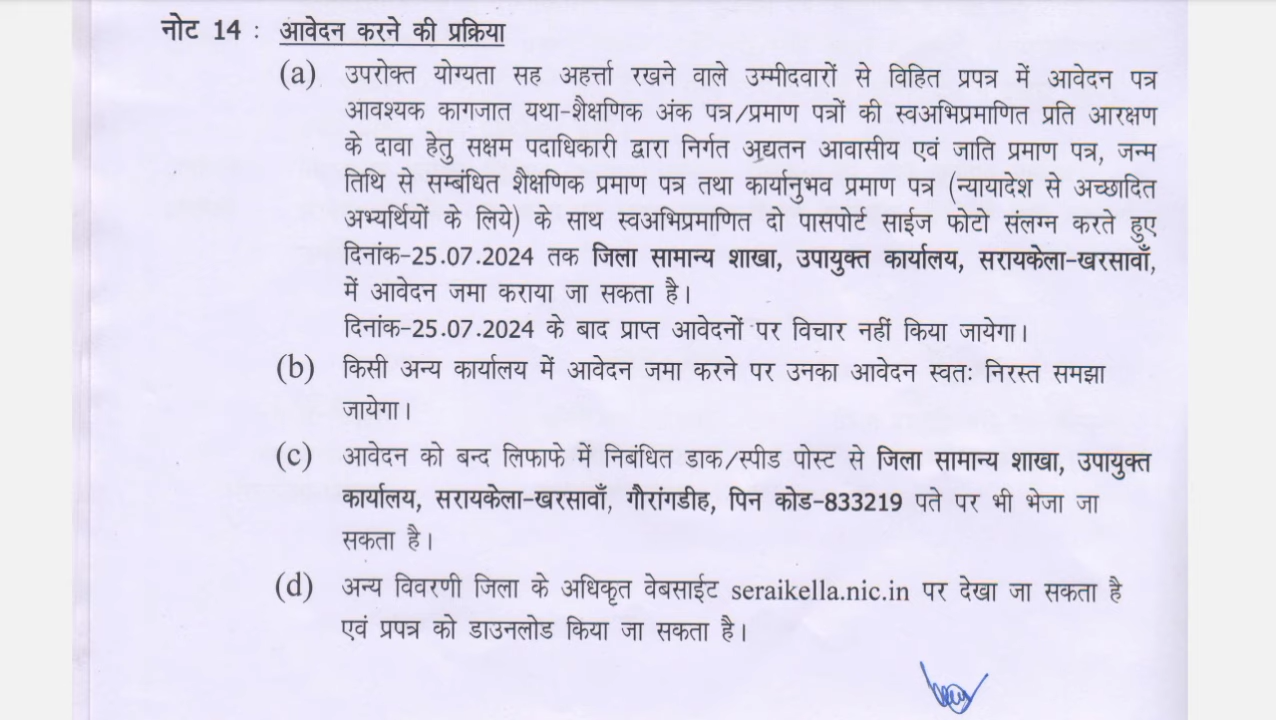 नोट 14 : आवेदन करने की प्रक्रिया
(a) उपरोक्त योग्यता सह अहर्त्ता रखने वाले उम्मीदवारों से विहित प्रपत्र में आवेदन पत्र
आवश्यक कागजात यथा-शैक्षणिक अंक पत्र/प्रमाण पत्रों की स्वअभिप्रमाणित प्रति आरक्षण
के दावा हेतु सक्षम पदाधिकारी द्वारा निर्गत अद्यतन आवासीय एवं जाति प्रमाण पत्र, जन्म
तिथि से सम्बंधित शैक्षणिक प्रमाण पत्र तथा कार्यानुभव प्रमाण पत्र (न्यायादेश से अच्छादित
अभ्यर्थियों के लिये) के साथ स्वअभिप्रमाणित दो पासपोर्ट साईज फोटो संलग्न करते हुए
दिनांक-25.07.2024 तक जिला सामान्य शाखा, उपायुक्त कार्यालय, सरायकेला-खरसावाँ,
में आवेदन जमा कराया जा सकता है।
दिनांक-25.07.2024 के बाद प्राप्त आवेदनों पर विचार नहीं किया जायेगा।
(b) किसी अन्य कार्यालय में आवेदन जमा करने पर उनका आवेदन स्वतः निरस्त समझा
जायेगा।
(c) आवेदन को बन्द लिफाफे में निबंधित डाक/स्पीड पोस्ट से जिला सामान्य शाखा, उपायुक्त
कार्यालय, सरायकेला-खरसावाँ, गौरांगडीह, पिन कोड-833219 पते पर भी भेजा जा
सकता है।
(d) अन्य विवरणी जिला के अधिकृत वेबसाईट seraikella.nic.in पर देखा जा सकता है
एवं प्रपत्र को डाउनलोड किया जा सकता है।